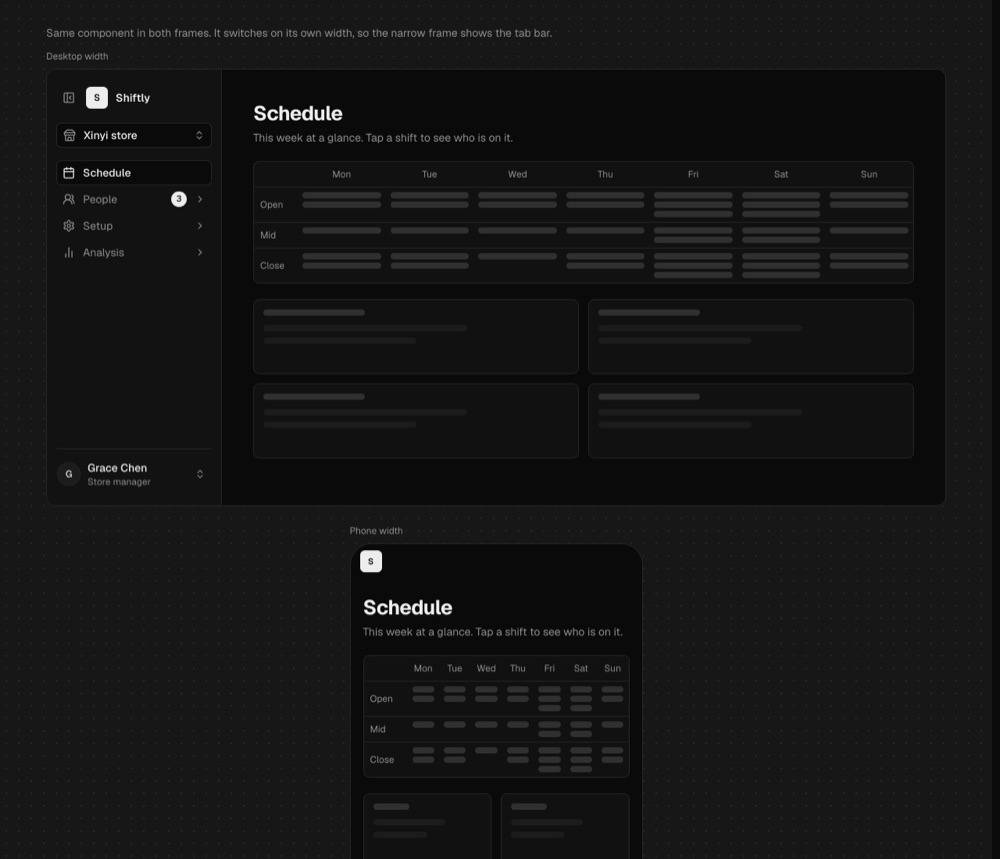 Same component in both frames. It switches on its own width, so the narrow frame shows the tab bar.
Desktop width
S Shiftly
Xinyi store
Schedule
People 3
Setup
Analysis
Grace Chen
G
Store manager
Schedule
This week at a glance. Tap a shift to see who is on it.
Mon Tue Wed Thu Fri Sat Sun
Open
Mid
Close
Phone width
S
Schedule
This week at a glance. Tap a shift to see who is on it.
Mon Tue Wed Thu Fri Sat Sun
Open
Mid
Close